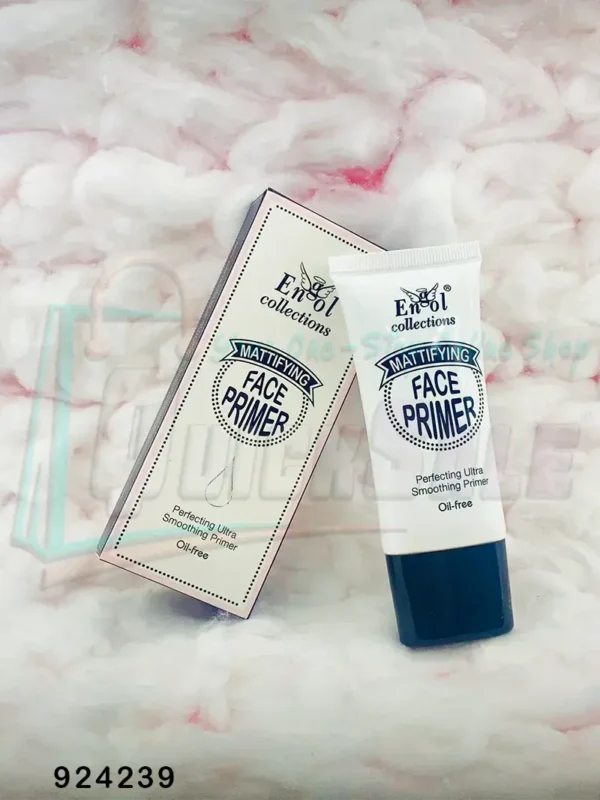 Engol
collections
MATTIFYING
FACE
PRIMER
Perfecting Ultra
Smoothing Primer
Oil-free
Engol®
collections
MATTIFYING
FACE
PRIMER
Perfecting Ultra
Smoothing Primer
Oil-free
Shop
924239